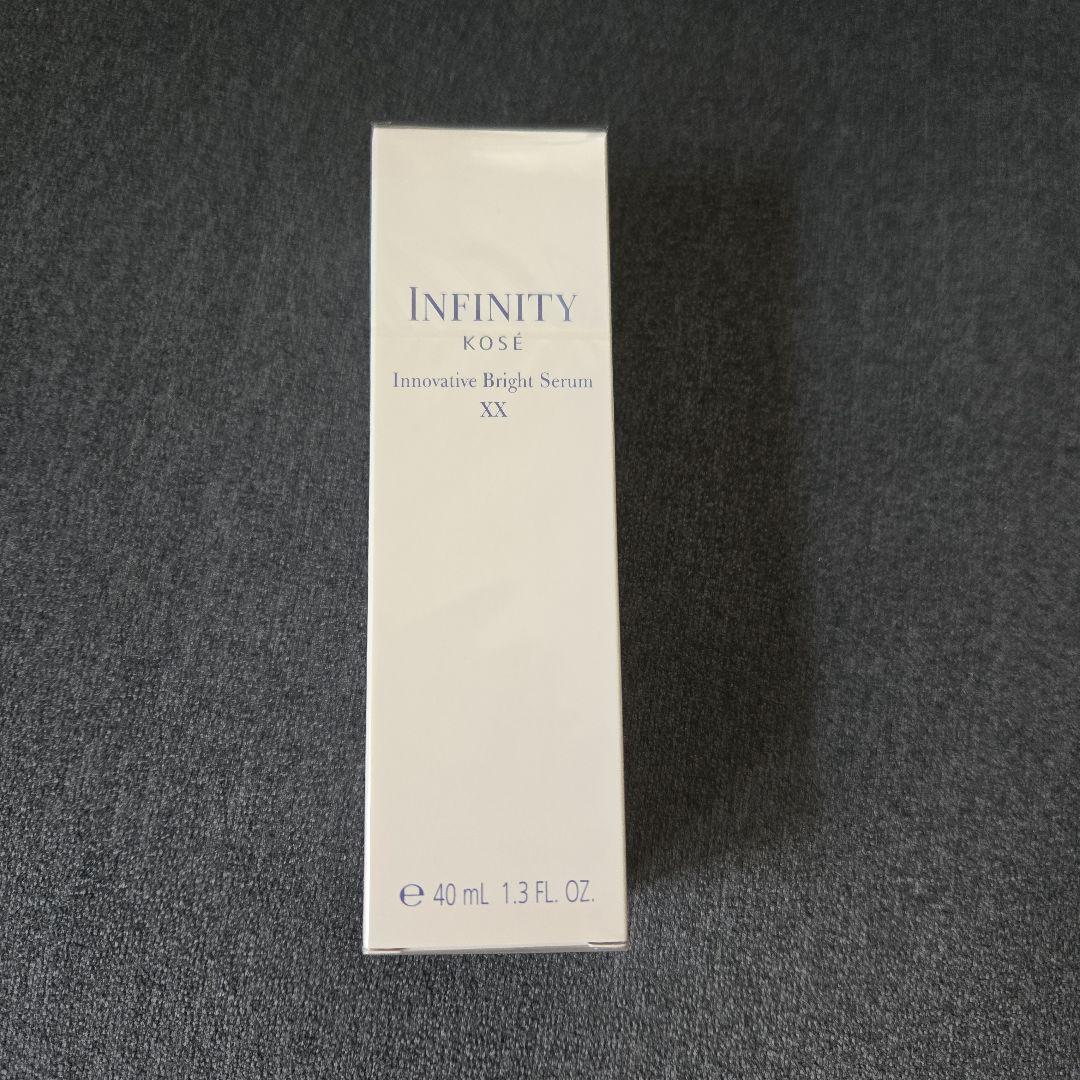 INFINITY
KOSÉ
Innovative Bright Serum
XX
℮ 40 mL 1.3 FL. OZ.